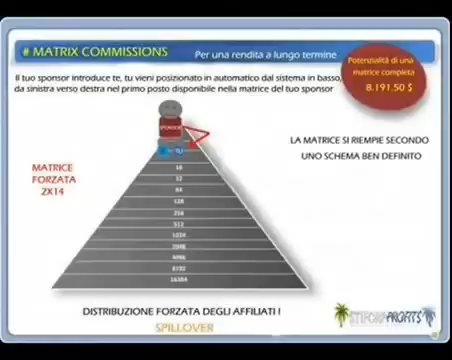 # MATRIX COMMISSIONS
Per una rendita a lungo termine
Potenzialità di una
matrice completa
8.191.50 $
Il tuo sponsor introduce te, tu vieni posizionato in automatico dal sistema in basso,
da sinistra verso destra nel primo posto disponibile nella matrice del tuo sponsor
SPONSOR
TU
LA MATRICE SI RIEMPIE SECONDO
UNO SCHEMA BEN DEFINITO
MATRICE
FORZATA
2X14
16
32
64
128
256
512
1024
2048
4096
8192
16384
DISTRIBUZIONE FORZATA DEGLI AFFILIATI !
SPILLOVER
PROFITS